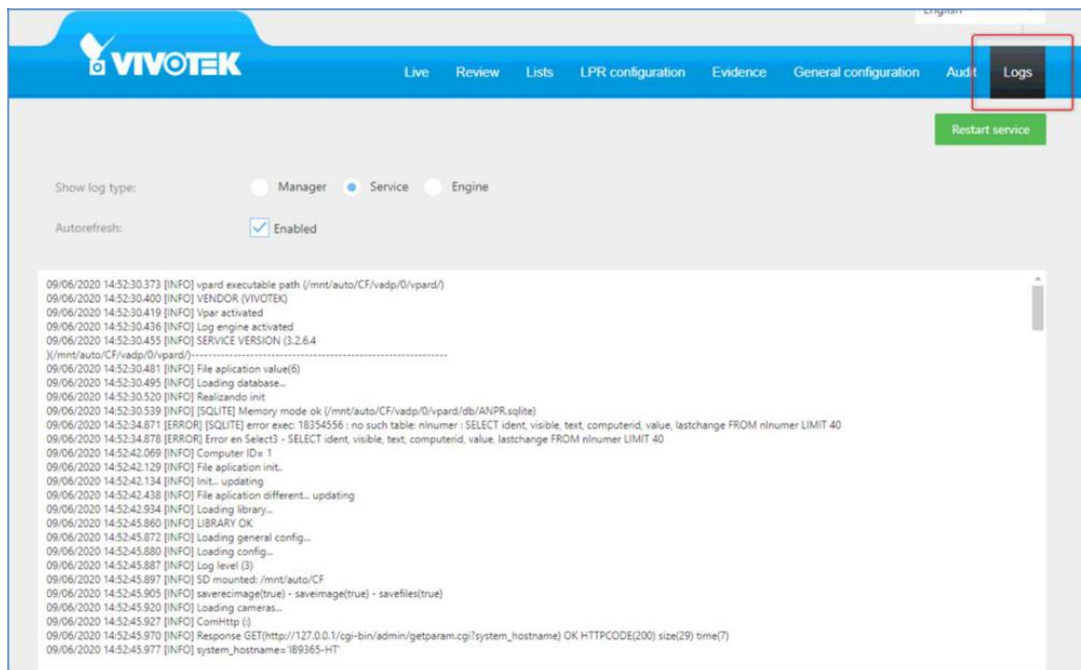 English
VIVOTEK
Live Review Lists LPR configuration Evidence General configuration Audit Logs
Restart service
Show log type: Manager Service Engine
Autorefresh: Enabled
09/06/2020 14:52:30.373 [INFO] vpard executable path (/mnt/auto/CF/vadp/0/vpard/)
09/06/2020 14:52:30.400 [INFO] VENDOR (VIVOTEK)
09/06/2020 14:52:30.419 [INFO] Vpar activated
09/06/2020 14:52:30.436 [INFO] Log engine activated
09/06/2020 14:52:30.455 [INFO] SERVICE VERSION (3.2.6.4
)(/mnt/auto/CF/vadp/0/vpard/)-------------------------------------------------------------
09/06/2020 14:52:30.481 [INFO] File aplication value(6)
09/06/2020 14:52:30.495 [INFO] Loading database...
09/06/2020 14:52:30.520 [INFO] Realizando init
09/06/2020 14:52:30.539 [INFO] [SQLITE] Memory mode ok (/mnt/auto/CF/vadp/0/vpard/db/ANPR.sqlite)
09/06/2020 14:52:34.871 [ERROR] [SQLITE] error exec: 18354556 : no such table: nlnumer : SELECT ident, visible, text, computerid, value, lastchange FROM nlnumer LIMIT 40
09/06/2020 14:52:34.878 [ERROR] Error en Select3 - SELECT ident, visible, text, computerid, value, lastchange FROM nlnumer LIMIT 40
09/06/2020 14:52:42.069 [INFO] Computer ID= 1
09/06/2020 14:52:42.129 [INFO] File aplication init..
09/06/2020 14:52:42.134 [INFO] Init... updating
09/06/2020 14:52:42.438 [INFO] File aplication different... updating
09/06/2020 14:52:42.934 [INFO] Loading library...
09/06/2020 14:52:45.860 [INFO] LIBRARY OK
09/06/2020 14:52:45.872 [INFO] Loading general config...
09/06/2020 14:52:45.880 [INFO] Loading config...
09/06/2020 14:52:45.887 [INFO] Log level (3)
09/06/2020 14:52:45.897 [INFO] SD mounted: /mnt/auto/CF
09/06/2020 14:52:45.905 [INFO] saverecimage(true) - saveimage(true) - savefiles(true)
09/06/2020 14:52:45.920 [INFO] Loading cameras...
09/06/2020 14:52:45.927 [INFO] ComHttp (:)
09/06/2020 14:52:45.970 [INFO] Response GET(http://127.0.0.1/cgi-bin/admin/getparam.cgi?system_hostname) OK HTTPCODE(200) size(29) time(7)
09/06/2020 14:52:45.977 [INFO] system_hostname='IB9365-HT'